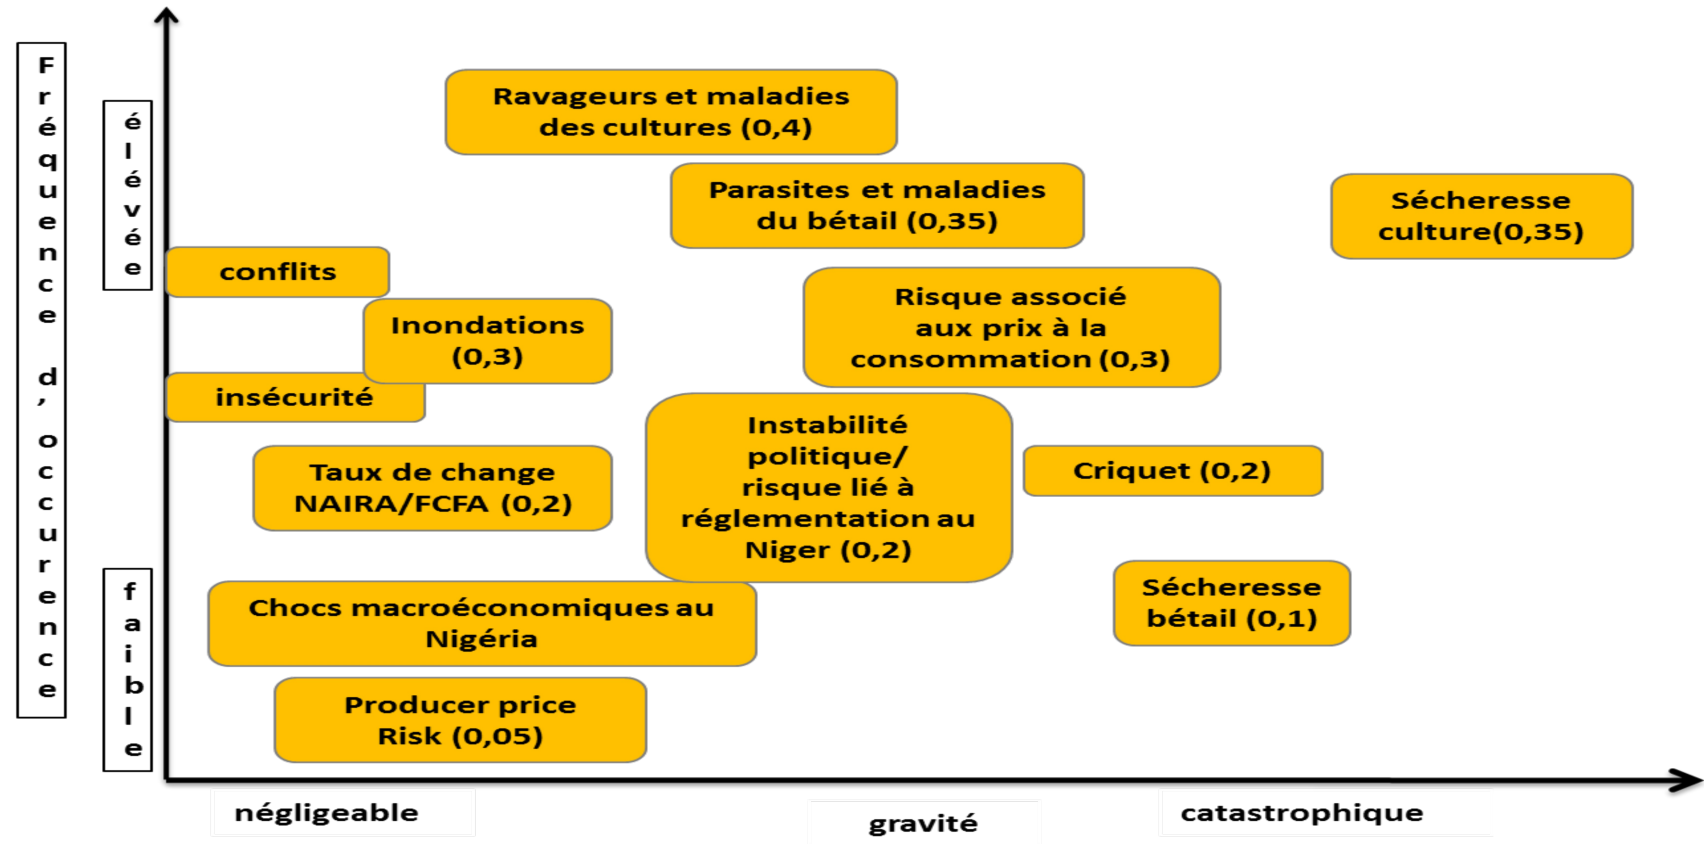 Fréquence d’occurence
élévée
faible
Ravageurs et maladies
des cultures (0,4)
Parasites et maladies
du bétail (0,35)
Sécheresse
culture(0,35)
conflits
Inondations
(0,3)
Risque associé
aux prix à la
consommation (0,3)
insécurité
Instabilité
politique/
risque lié à
réglementation au
Niger (0,2)
Taux de change
NAIRA/FCFA (0,2)
Criquet (0,2)
Sécheresse
bétail (0,1)
Chocs macroéconomiques au
Nigéria
Producer price
Risk (0,05)
négligeable
gravité
catastrophique